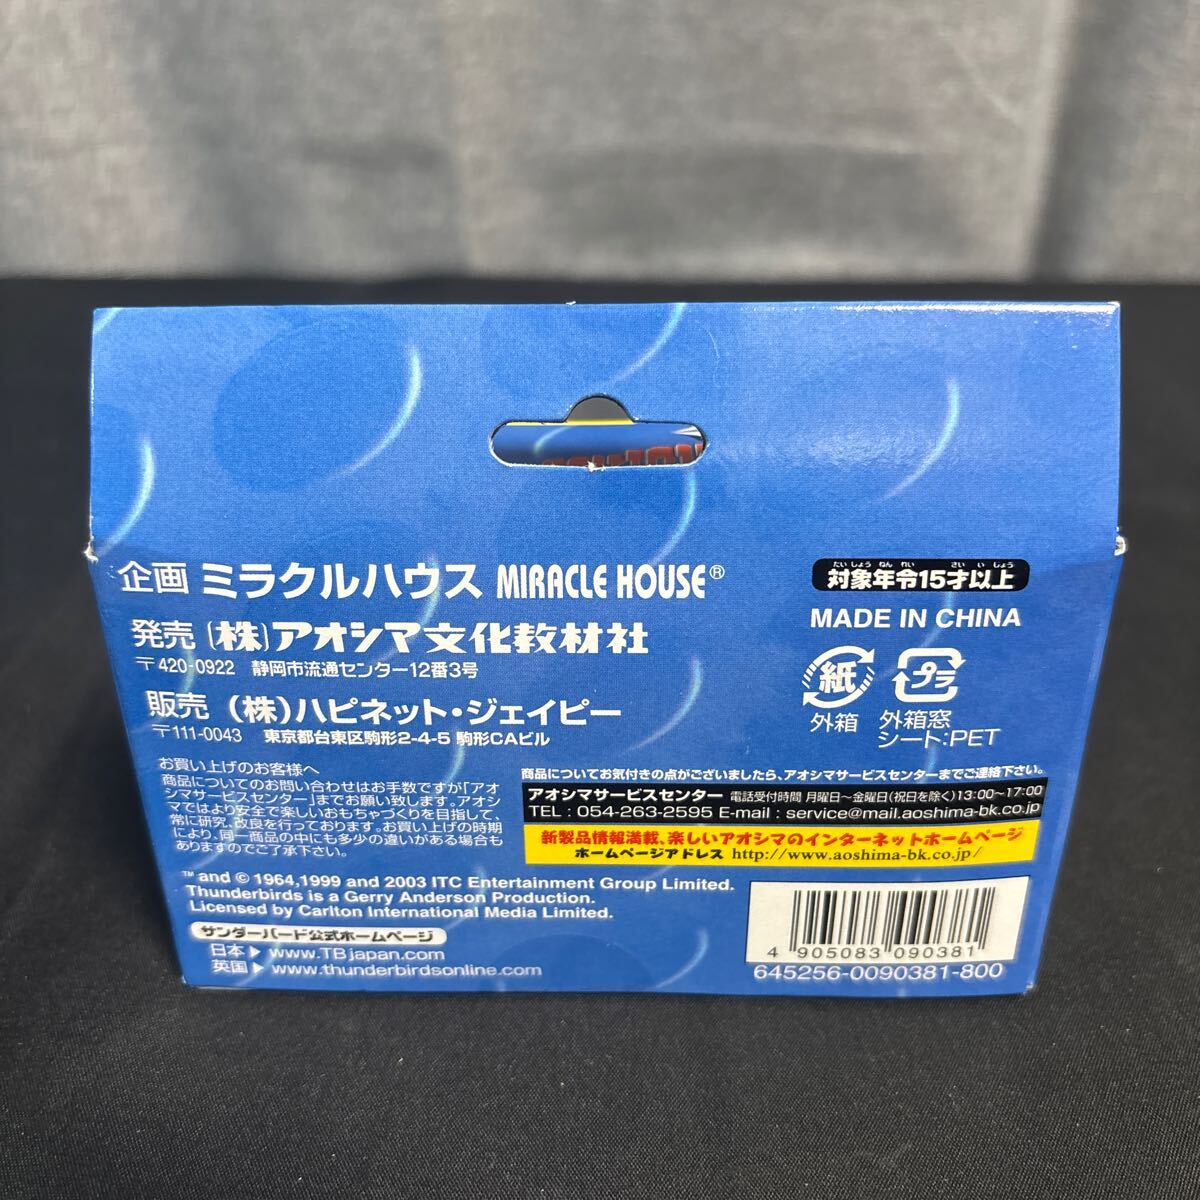 企画 ミラクルハウス MIRACLE HOUSE®
発売 (株)アオシマ文化教材社
〒420-0922 静岡市流通センター12番3号
販売 (株)ハピネット・ジェイピー
〒111-0043 東京都台東区駒形2-4-5 駒形CAビル
お買い上げのお客様へ
商品についてのお問い合わせはお手数ですが「アオ
シマサービスセンター」までお願い致します。アオシ
マではより安全で楽しいおもちゃづくりを目指して、
常に研究、改良を行っております。お買い上げの時期
により、同一商品の中にも多少の違いがある場合も
ありますのでご了承下さい。
たいしょう ねん れい さい い じょう
対象年令15才以上
MADE IN CHINA
紙 プラ
外箱 外箱窓
シート:PET
商品についてお気付きの点がございましたら、アオシマサービスセンターまでご連絡下さい。
アオシマサービスセンター 電話受付時間 月曜日〜金曜日(祝日を除く)13:00〜17:00
TEL : 054-263-2595 E-mail : service@mail.aoshima-bk.co.jp
新製品情報満載、楽しいアオシマのインターネットホームページ
ホームページアドレス http://www.aoshima-bk.co.jp/
™ and © 1964,1999 and 2003 ITC Entertainment Group Limited.
Thunderbirds is a Gerry Anderson Production.
Licensed by Carlton International Media Limited.
サンダーバード公式ホームページ
日本▶ www.TBjapan.com
英国▶ www.thunderbirdsonline.com
4 905083 090381
645256-0090381-800